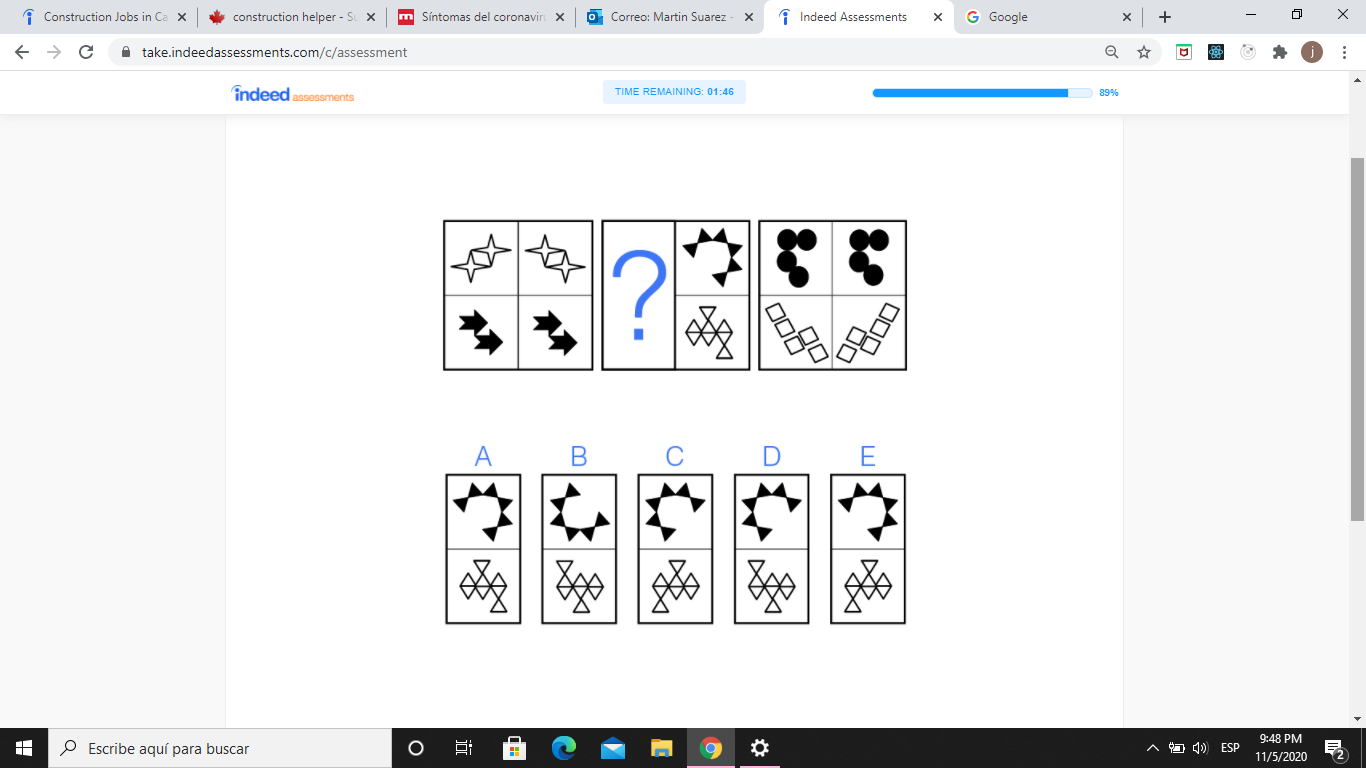 Construction Jobs in Ca
construction helper - Su
Síntomas del coronaviru
Correo: Martin Suarez -
Indeed Assessments
Google
take.indeedassessments.com/c/assessment
j
indeed assessments
TIME REMAINING: 01:46
89%
?
A B C D E
Escribe aquí para buscar
ESP
9:48 PM
11/5/2020
2